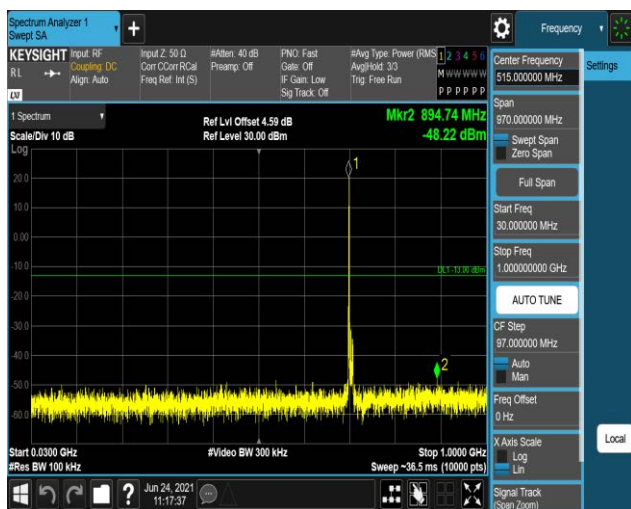 Spectrum Analyzer 1
Swept SA
Frequency
KEYSIGHT
RL
LXI
Input: RF
Coupling: DC
Align: Auto
Input Z: 50 Ω
Corr CCorr RCal
Freq Ref: Int (S)
#Atten: 40 dB
Preamp: Off
PNO: Fast
Gate: Off
IF Gain: Low
Sig Track: Off
#Avg Type: Power (RMS
Avg|Hold: 3/3
Trig: Free Run
1 2 3 4 5 6
M W W W W W
P P P P P P
1 Spectrum
Scale/Div 10 dB
Ref Lvl Offset 4.59 dB
Ref Level 30.00 dBm
Mkr2 894.74 MHz
-48.22 dBm
Log
20.0
10.0
0.00
-10.0
-20.0
-30.0
-40.0
-50.0
-60.0
1
DL1 -13.00 dBm
2
Start 0.0300 GHz
#Res BW 100 kHz
#Video BW 300 kHz
Stop 1.0000 GHz
Sweep ~36.5 ms (10000 pts)
Jun 24, 2021
11:17:37
Center Frequency
515.000000 MHz
Settings
Span
970.000000 MHz
Swept Span
Zero Span
Full Span
Start Freq
30.000000 MHz
Stop Freq
1.000000000 GHz
AUTO TUNE
CF Step
97.000000 MHz
Auto
Man
Freq Offset
0 Hz
X Axis Scale
Log
Lin
Local
Signal Track
(Span Zoom)